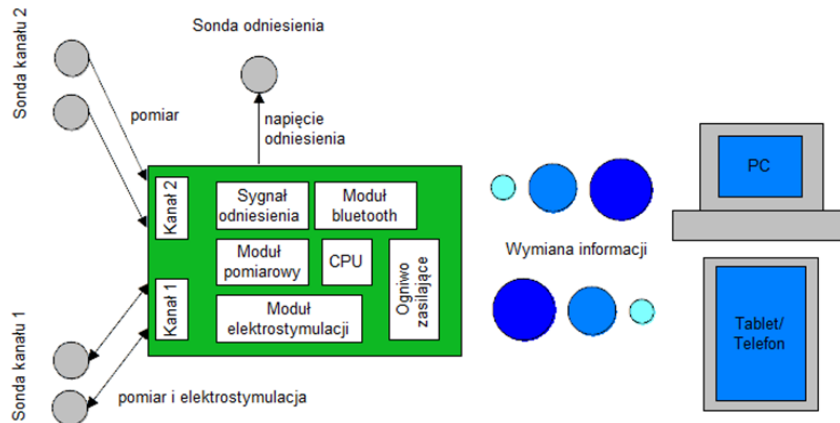 Sonda kanału 2
Sonda odniesienia
pomiar
napięcie
odniesienia
Kanał 2
Sygnał
odniesienia
Moduł
bluetooth
PC
Moduł
pomiarowy
CPU
Ogniwo
zasilające
Wymiana informacji
Kanał 1
Moduł
elektrostymulacji
Tablet/
Telefon
Sonda kanału 1
pomiar i elektrostymulacja